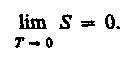 lim S = 0.
T → 0